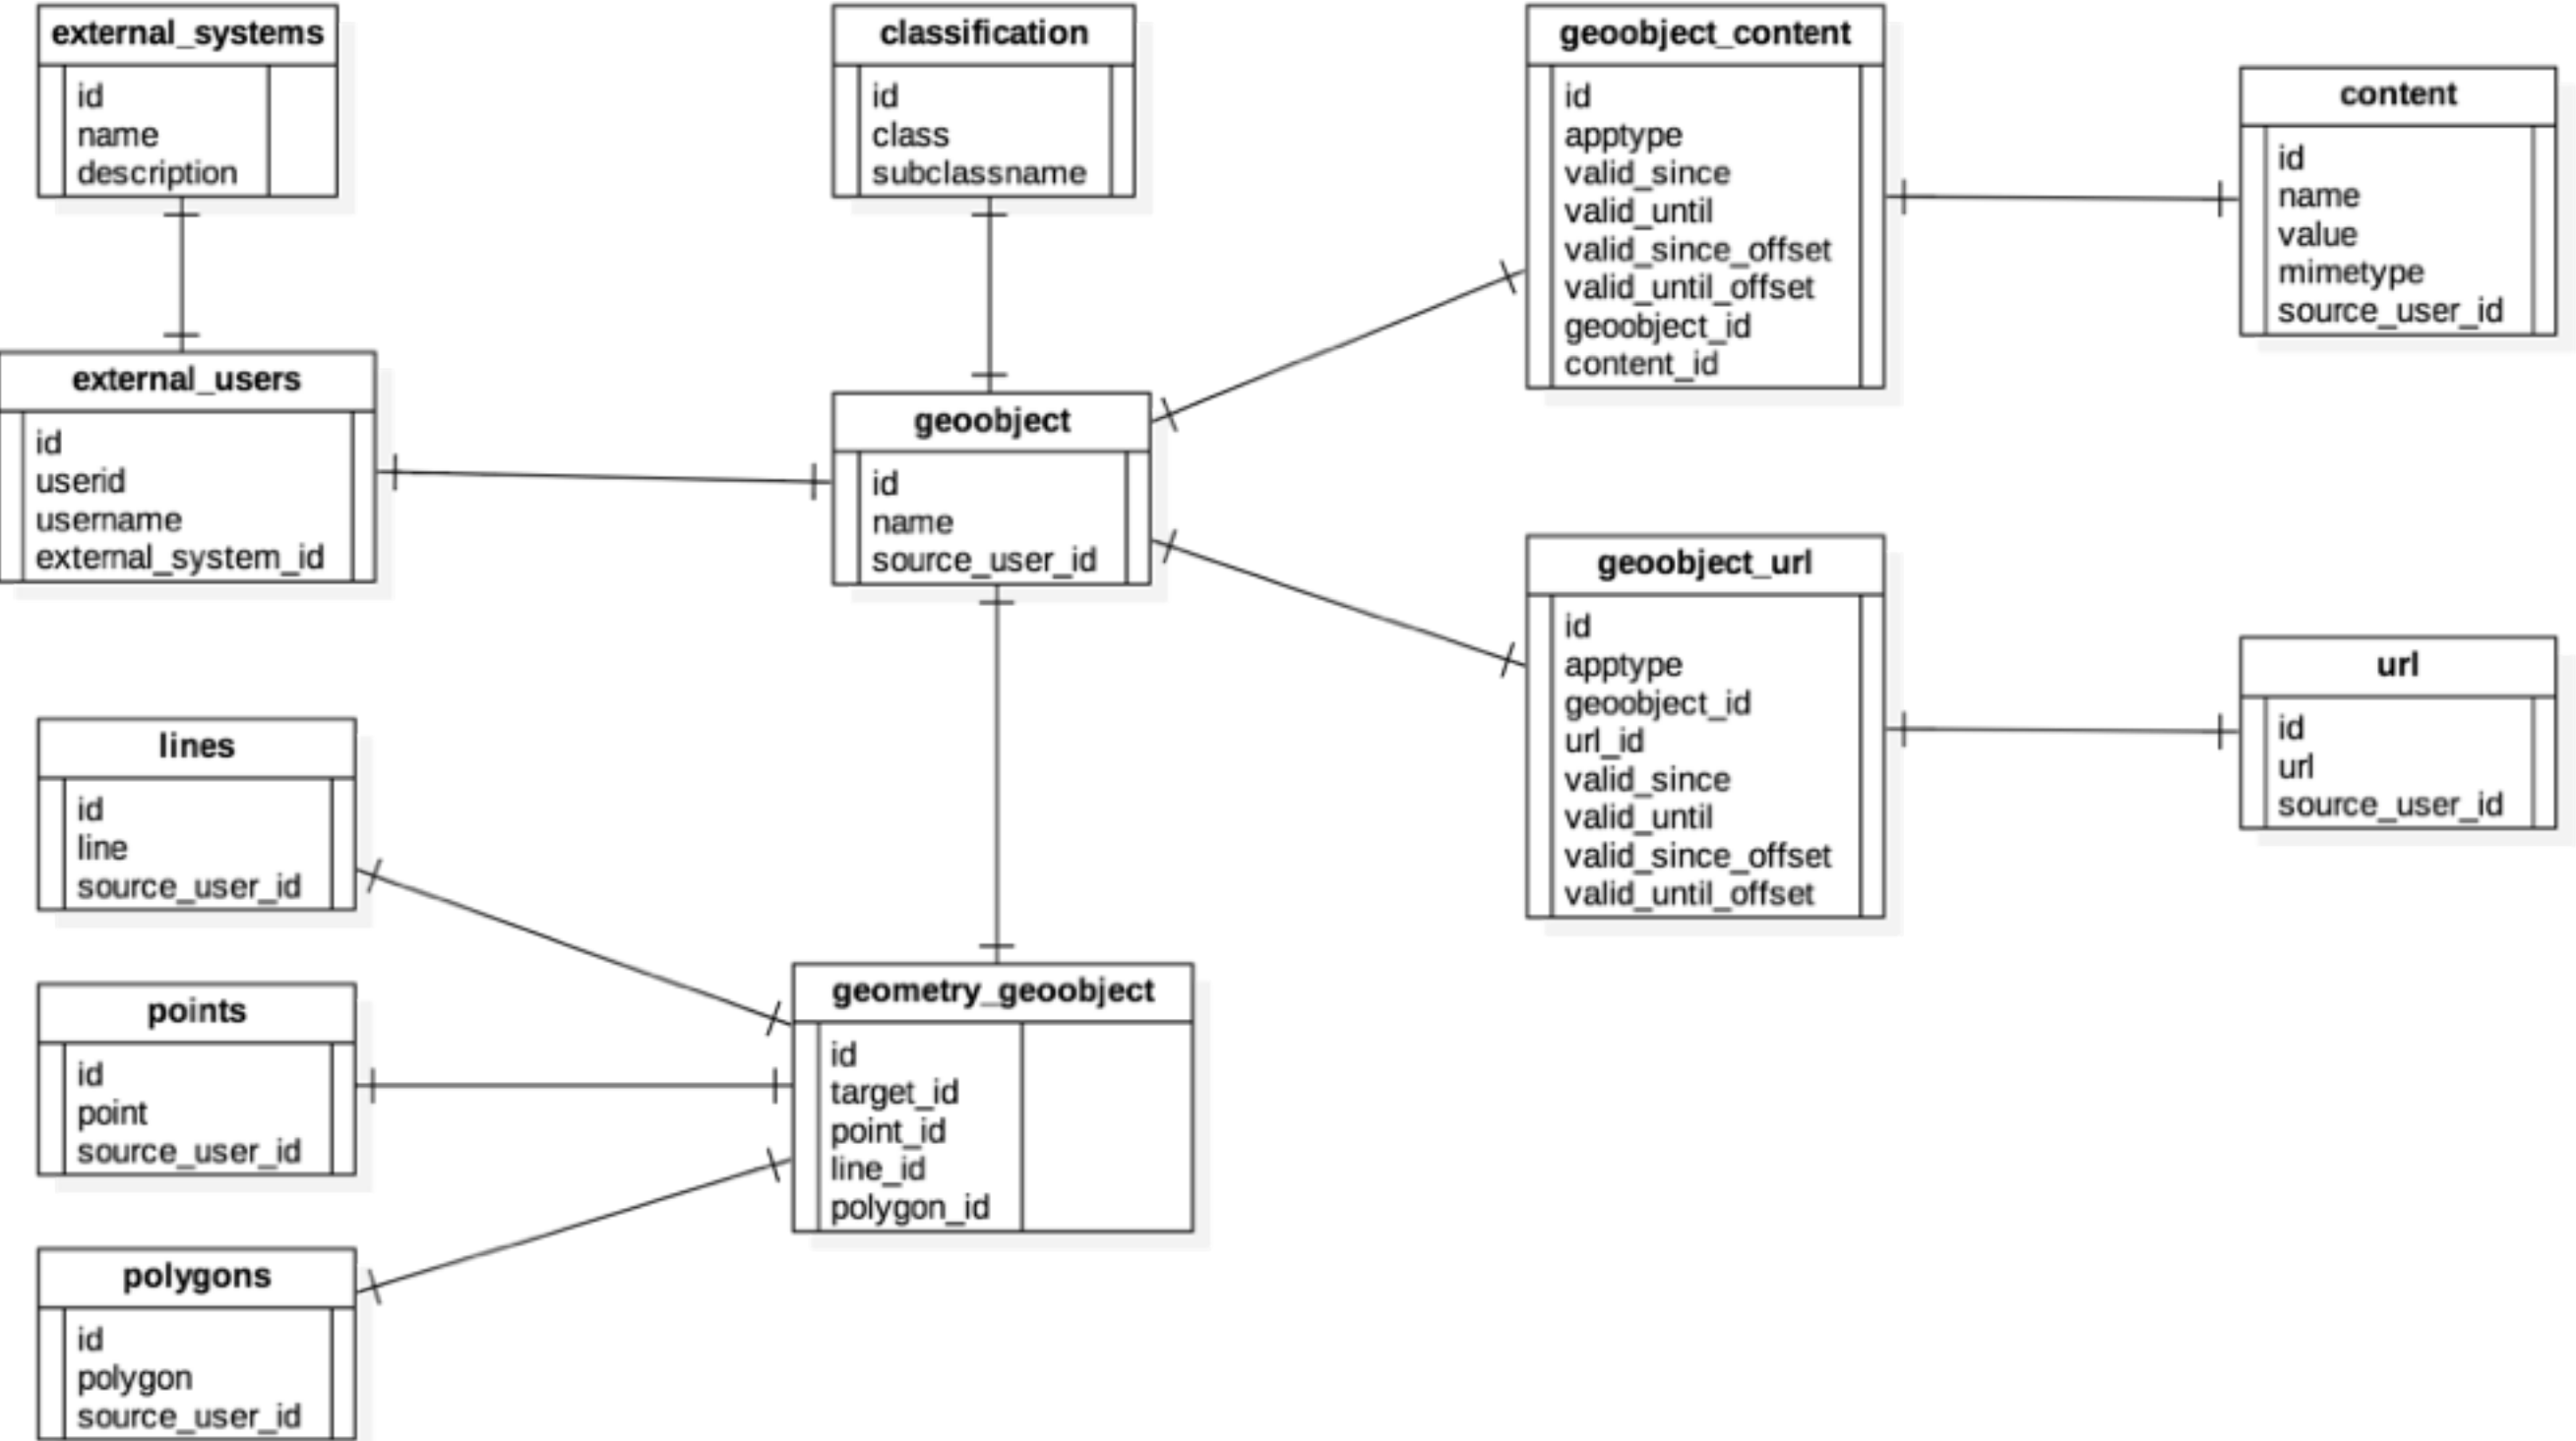 external_systems
id
name
description
classification
id
class
subclassname
geoobject_content
id
apptype
valid_since
valid_until
valid_since_offset
valid_until_offset
geoobject_id
content_id
content
id
name
value
mimetype
source_user_id
external_users
id
userid
username
external_system_id
geoobject
id
name
source_user_id
geoobject_url
id
apptype
geoobject_id
url_id
valid_since
valid_until
valid_since_offset
valid_until_offset
url
id
url
source_user_id
lines
id
line
source_user_id
points
id
point
source_user_id
geometry_geoobject
id
target_id
point_id
line_id
polygon_id
polygons
id
polygon
source_user_id